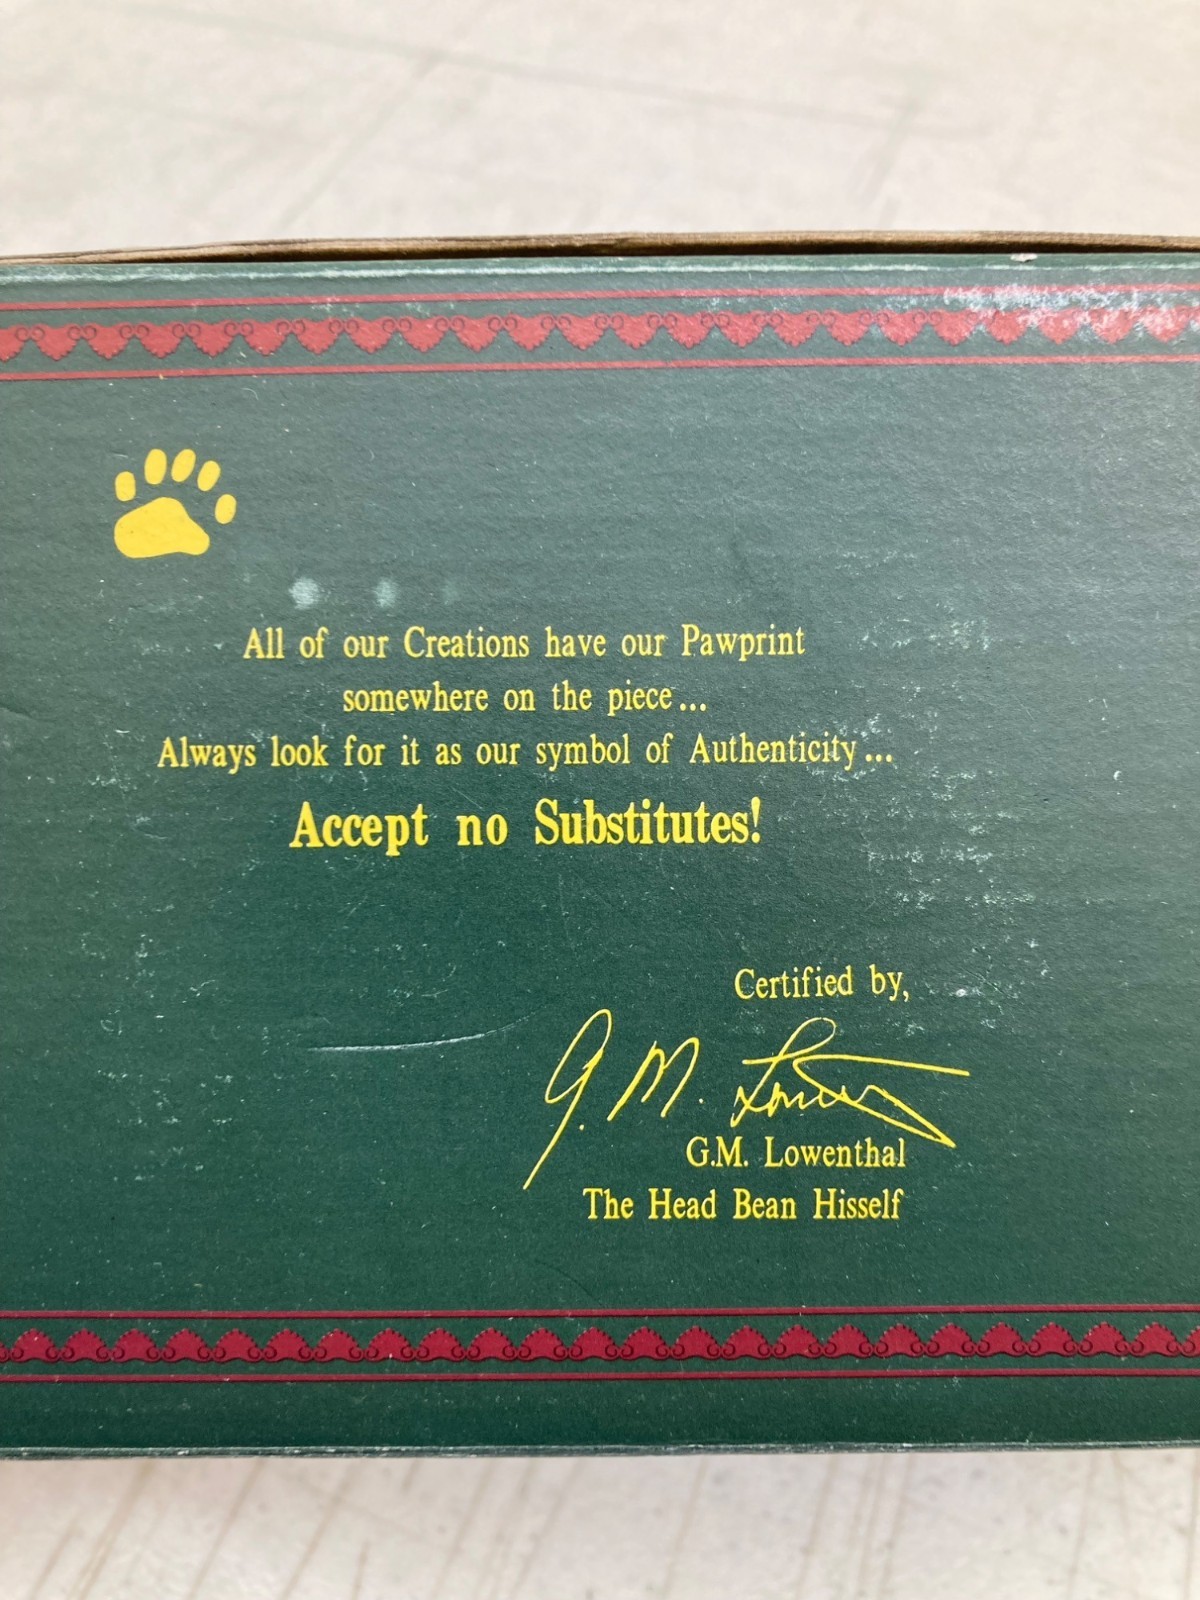 All of our Creations have our Pawprint
somewhere on the piece...
Always look for it as our symbol of Authenticity...
Accept no Substitutes!
Certified by,
G.M. Lowenthal
The Head Bean Hisself